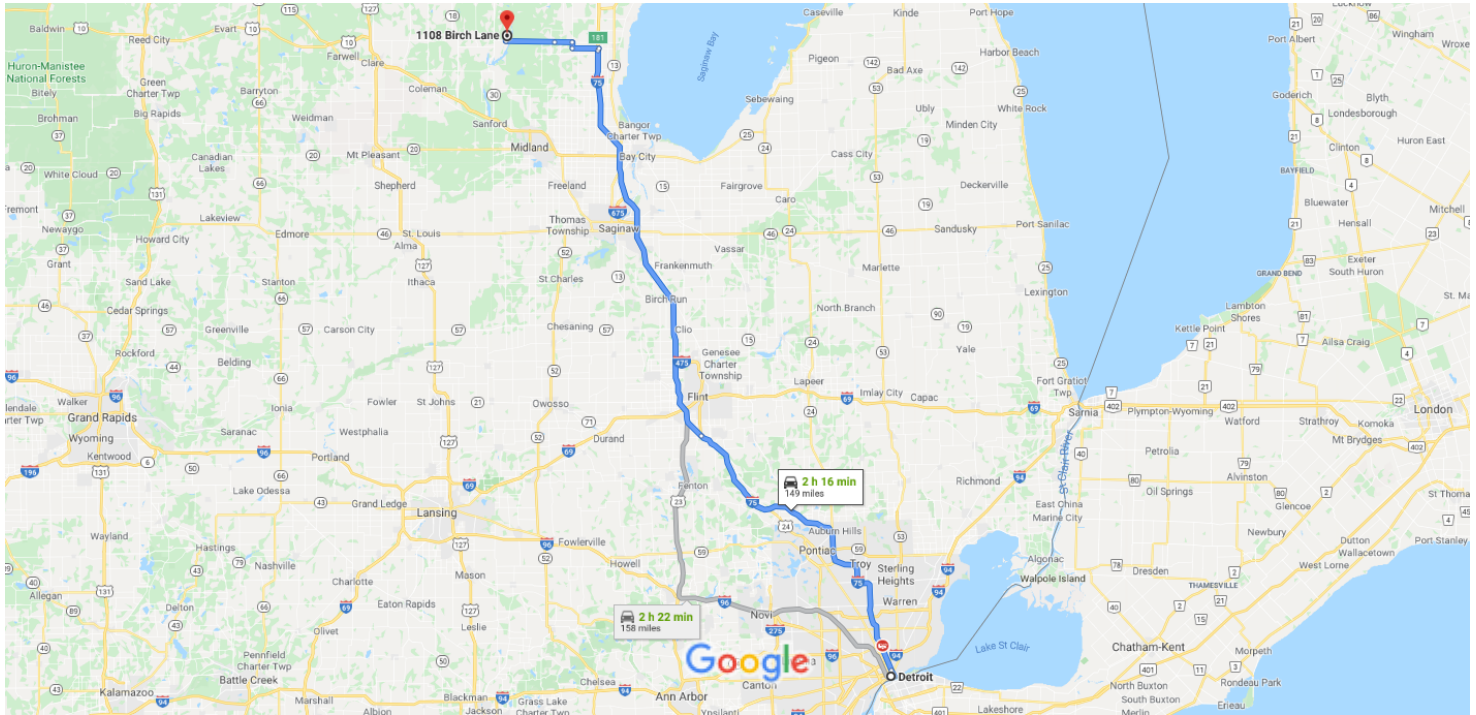 Baldwin
Reed City
Evart
Farwell
Clare
1108 Birch Lane
Caseville
Kinde
Port Hope
Port Albert
Lucknow
Wingham
Huron-Manistee
National Forests
Bitely
Green
Charter Twp
Barryton
Coleman
Pigeon
Bad Axe
Harbor Beach
Saginaw Bay
Goderich
Blyth
Londesborough
Brohman
Big Rapids
Weidman
Sanford
Sebewaing
Ubly
White Rock
Minden City
Bangor
Charter Twp
Huron East
Clinton
Canadian
Lakes
Mt Pleasant
Midland
Bay City
Cass City
White Cloud
BAYFIELD
Shepherd
Freeland
Fairgrove
Caro
Deckerville
Bluewater
Hensall
Mitchell
Fremont
Newaygo
Lakeview
Edmore
St. Louis
Alma
Thomas
Township
Saginaw
Vassar
Sandusky
Port Sanilac
Howard City
Grant
Sand Lake
Stanton
Ithaca
St Charles
Frankenmuth
Marlette
Exeter
South Huron
GRAND BEND
Lexington
Cedar Springs
Birch Run
North Branch
Lambton
Shores
Greenville
Carson City
Chesaning
Clio
Kettle Point
Ailsa Craig
Rockford
Belding
Genesee
Charter
Township
Yale
Walker
Grand Rapids
Ionia
Fowler
St Johns
Owosso
Flint
Lapeer
Imlay City
Capac
Fort Gratiot
Twp
Sarnia
Plympton-Wyoming
Watford
Strathroy
London
Komoka
Mt Brydges
Wyoming
Kentwood
Saranac
Westphalia
Portland
Durand
Petrolia
St Clair River
Alvinston
Lake Odessa
Grand Ledge
Lansing
Fenton
2 h 16 min
149 miles
Richmond
Oil Springs
Glencoe
East China
Marine City
Newbury
Wayland
Hastings
Nashville
Fowlerville
Howell
Auburn Hills
Pontiac
Troy
Sterling
Heights
Algonac
Walpole Island
Dutton
Wallacetown
Port Stanley
Dresden
THAMESVILLE
West Lorne
Allegan
Delton
Charlotte
Eaton Rapids
Mason
Leslie
2 h 22 min
158 miles
Novi
Warren
Olivet
Google
Lake St Clair
Chatham-Kent
Morpeth
Rondeau Park
Pennfield
Charter Twp
Battle Creek
Chelsea
Ann Arbor
Canton
Detroit
Kalamazoo
Marshall
Albion
Blackman
Jackson
Grass Lake
Charter Twp
Ypsilanti
Lakeshore
North Buxton
South Buxton
Merlin
Erieau